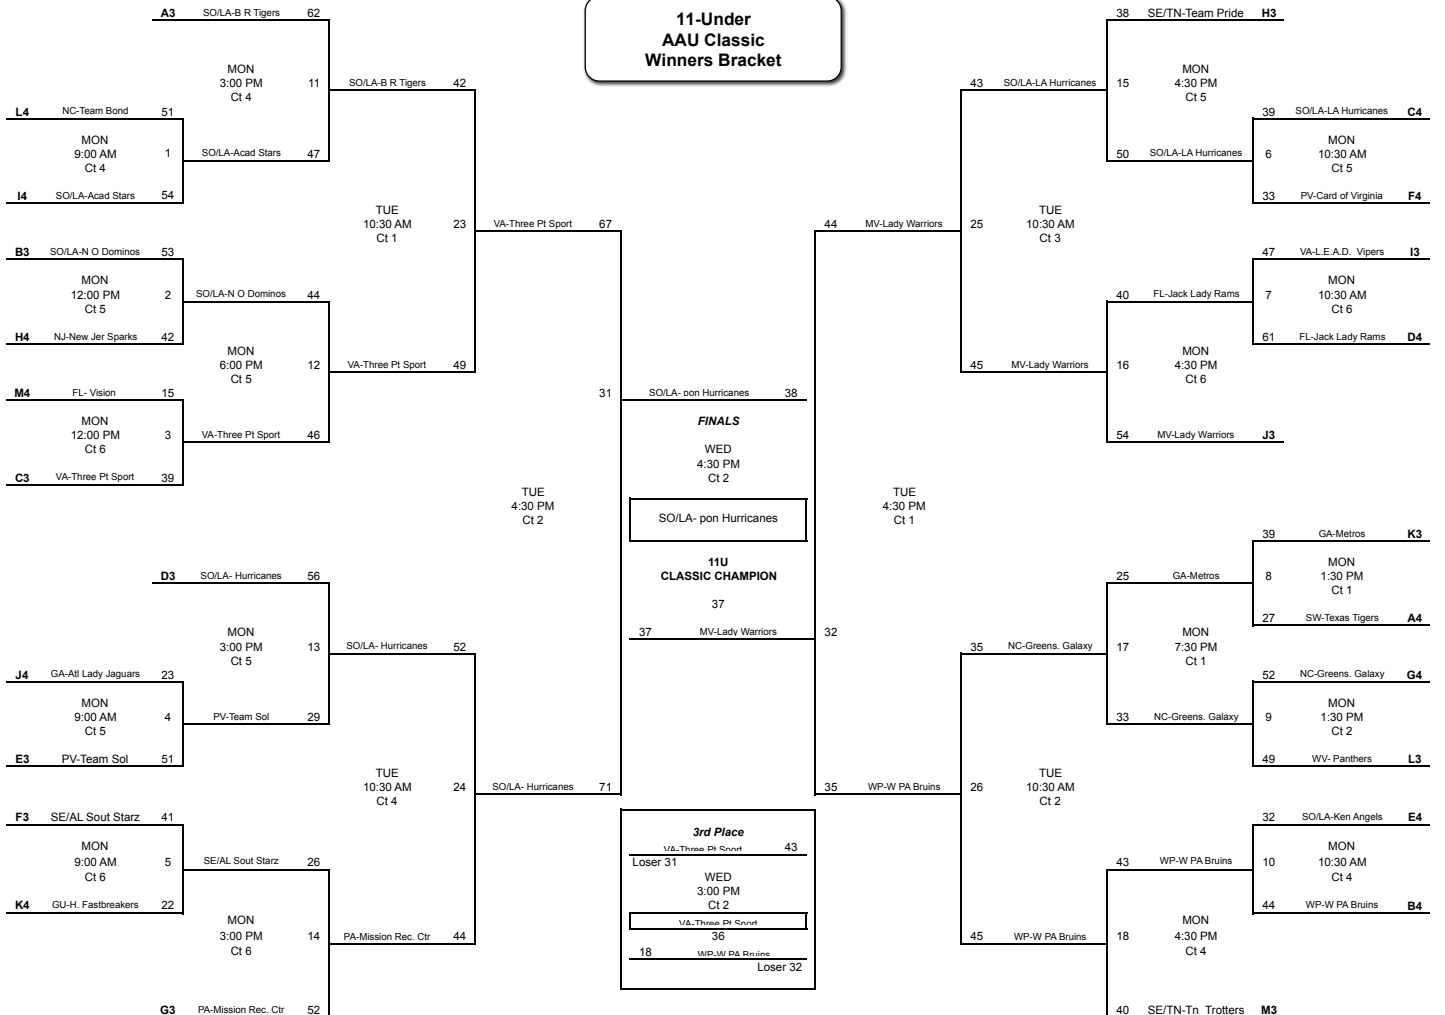 11-Under
AAU Classic
Winners Bracket
A3 SO/LA-B R Tigers 62
MON
3:00 PM
Ct 4
11 SO/LA-B R Tigers 42
L4 NC-Team Bond 51
MON
9:00 AM
Ct 4
1 SO/LA-Acad Stars 47
I4 SO/LA-Acad Stars 54
TUE
10:30 AM
Ct 1
23 VA-Three Pt Sport 67
B3 SO/LA-N O Dominos 53
MON
12:00 PM
Ct 5
2 SO/LA-N O Dominos 44
H4 NJ-New Jer Sparks 42
MON
6:00 PM
Ct 5
12 VA-Three Pt Sport 49
M4 FL- Vision 15
MON
12:00 PM
Ct 6
3 VA-Three Pt Sport 46
C3 VA-Three Pt Sport 39
TUE
4:30 PM
Ct 2
31 SO/LA- pon Hurricanes 38
D3 SO/LA- Hurricanes 56
MON
3:00 PM
Ct 5
13 SO/LA- Hurricanes 52
J4 GA-Atl Lady Jaguars 23
MON
9:00 AM
Ct 5
4 PV-Team Sol 29
E3 PV-Team Sol 51
TUE
10:30 AM
Ct 4
24 SO/LA- Hurricanes 71
F3 SE/AL Sout Starz 41
MON
9:00 AM
Ct 6
5 SE/AL Sout Starz 26
K4 GU-H. Fastbreakers 22
MON
3:00 PM
Ct 6
14 PA-Mission Rec. Ctr 44
G3 PA-Mission Rec. Ctr 52
FINALS
WED
4:30 PM
Ct 2
SO/LA- pon Hurricanes
11U
CLASSIC CHAMPION
37
37 MV-Lady Warriors 32
3rd Place
VA-Three Pt Sport 43
Loser 31
WED
3:00 PM
Ct 2
VA-Three Pt Sport
36
18 WP-W PA Bruins
Loser 32
38 SE/TN-Team Pride H3
MON
4:30 PM
Ct 5
43 SO/LA-LA Hurricanes 15
39 SO/LA-LA Hurricanes C4
MON
10:30 AM
Ct 5
50 SO/LA-LA Hurricanes 6
33 PV-Card of Virginia F4
TUE
10:30 AM
Ct 3
44 MV-Lady Warriors 25
47 VA-L.E.A.D. Vipers I3
MON
10:30 AM
Ct 6
40 FL-Jack Lady Rams 7
61 FL-Jack Lady Rams D4
MON
4:30 PM
Ct 6
45 MV-Lady Warriors 16
54 MV-Lady Warriors J3
TUE
4:30 PM
Ct 1
39 GA-Metros K3
MON
1:30 PM
Ct 1
25 GA-Metros 8
27 SW-Texas Tigers A4
MON
7:30 PM
Ct 1
35 NC-Greens. Galaxy 17
52 NC-Greens. Galaxy G4
MON
1:30 PM
Ct 2
33 NC-Greens. Galaxy 9
49 WV- Panthers L3
TUE
10:30 AM
Ct 2
35 WP-W PA Bruins 26
32 SO/LA-Ken Angels E4
MON
10:30 AM
Ct 4
43 WP-W PA Bruins 10
44 WP-W PA Bruins B4
MON
4:30 PM
Ct 4
45 WP-W PA Bruins 18
40 SE/TN-Tn Trotters M3